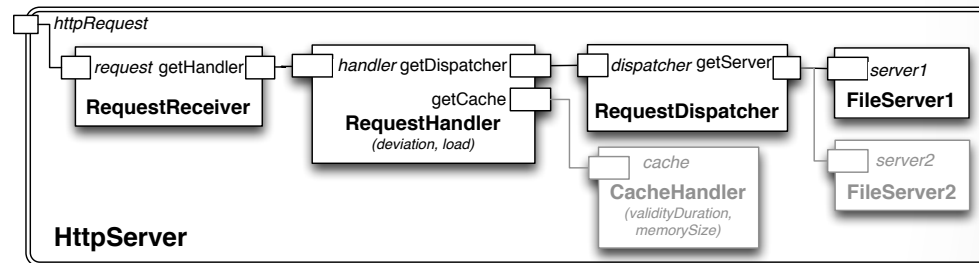 httpRequest
request getHandler
RequestReceiver
handler getDispatcher
getCache
RequestHandler
(deviation, load)
dispatcher getServer
RequestDispatcher
server1
FileServer1
cache
CacheHandler
(validityDuration,
memorySize)
server2
FileServer2
HttpServer